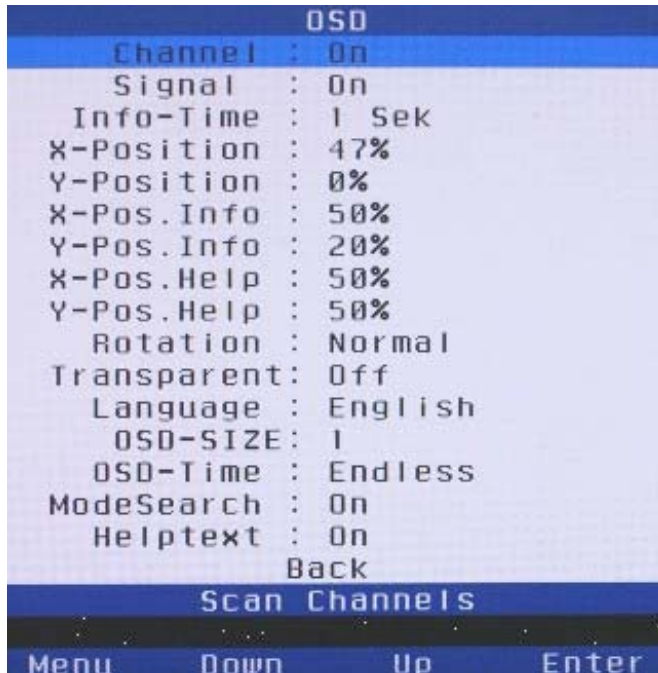 OSD
Channel : On
Signal : On
Info-Time : 1 Sek
X-Position : 47%
Y-Position : 0%
X-Pos.Info : 50%
Y-Pos.Info : 20%
X-Pos.Help : 50%
Y-Pos.Help : 50%
Rotation : Normal
Transparent: Off
Language : English
OSD-SIZE: 1
OSD-Time : Endless
ModeSearch : On
Helptext : On
Back
Scan Channels
Menu Down Up Enter